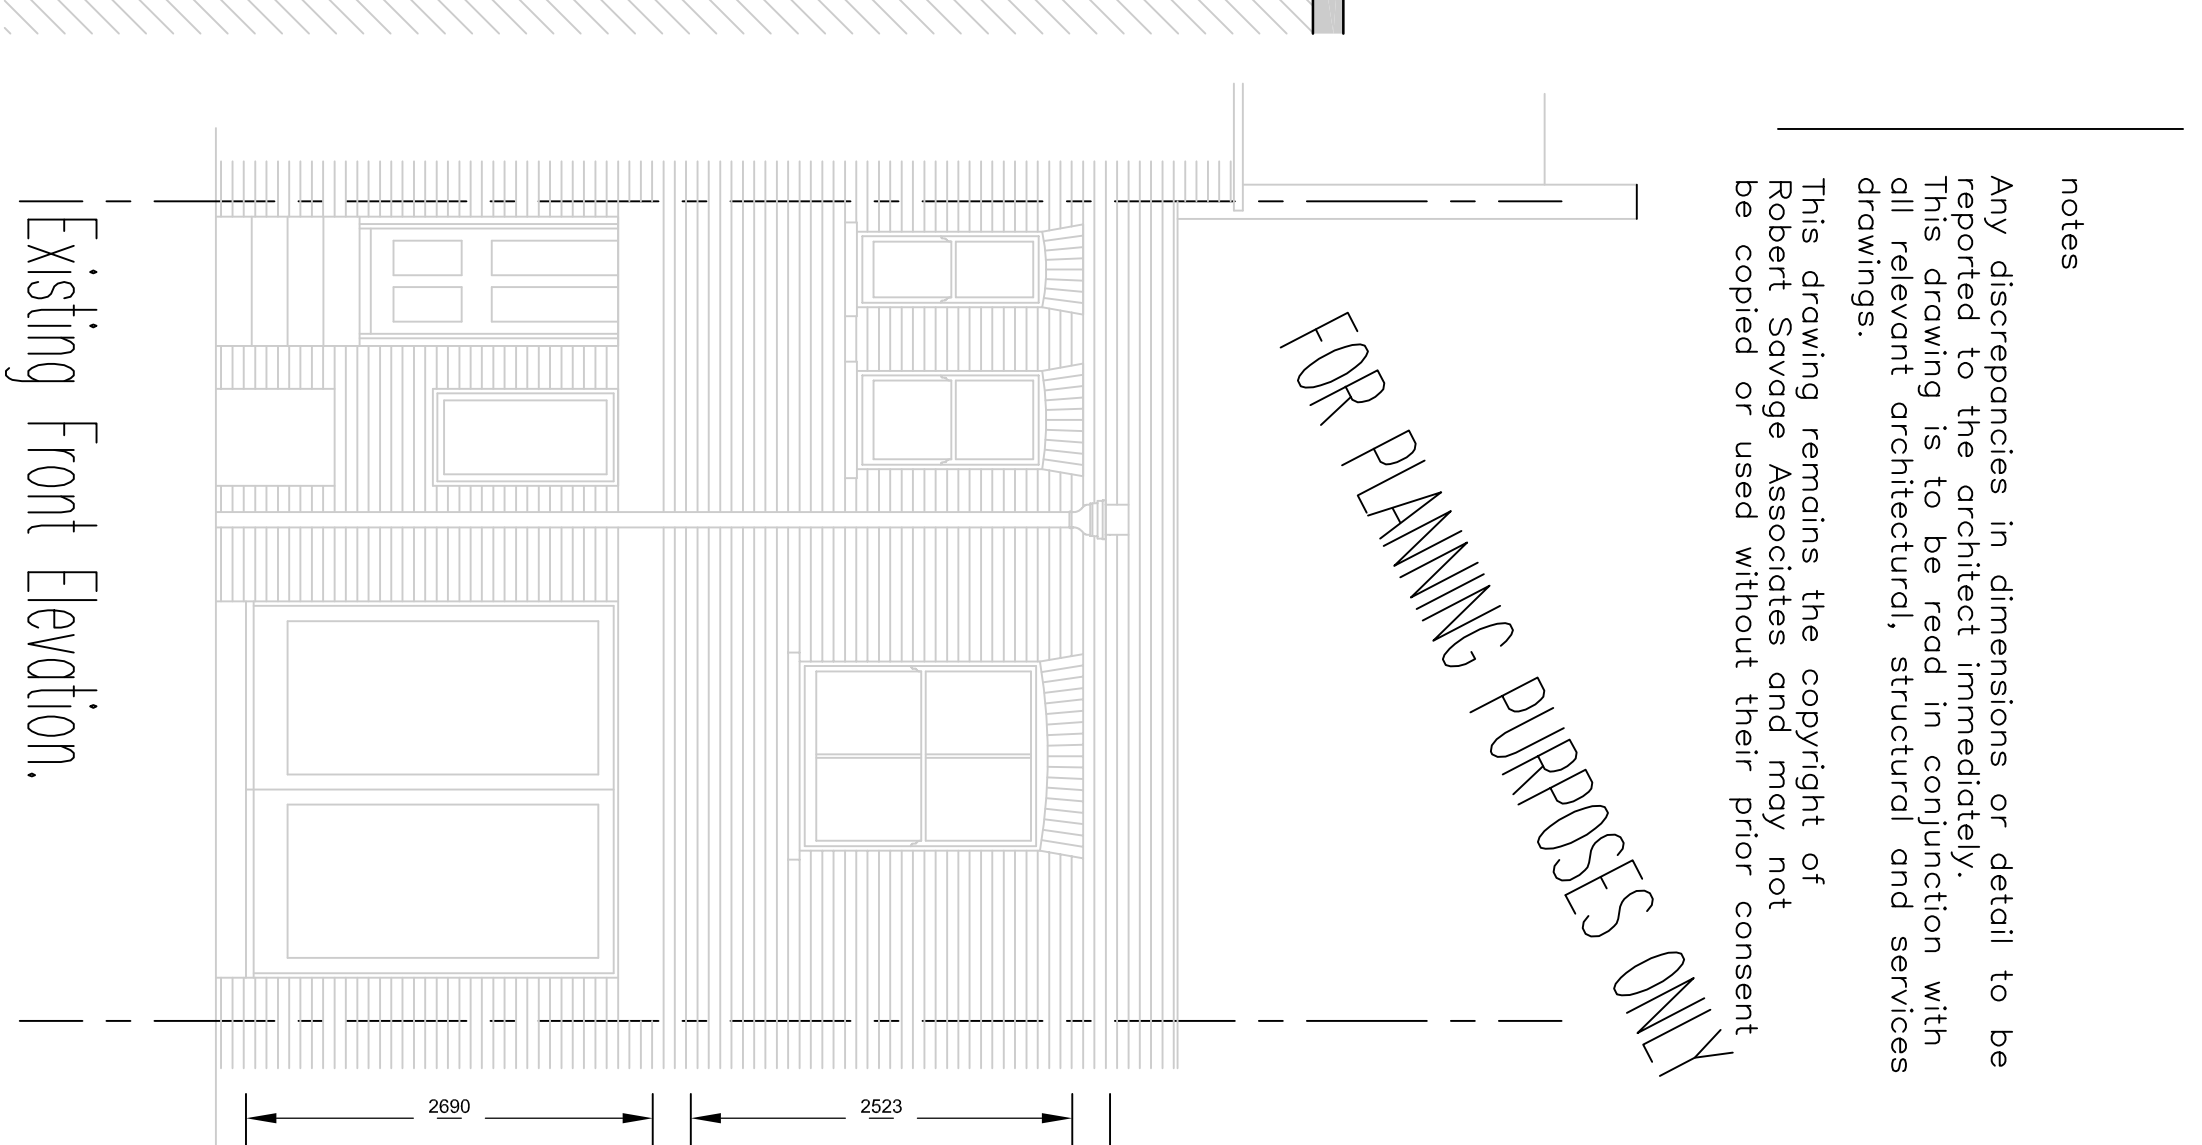 notes
Any discrepancies in dimensions or detail to be
reported to the architect immediately.
This drawing is to be read in conjunction with
all relevant architectural, structural and services
drawings.
This drawing remains the copyright of
Robert Savage Associates and may not
be copied or used without their prior consent
FOR PLANNING PURPOSES ONLY
2523
2690
Existing Front Elevation.